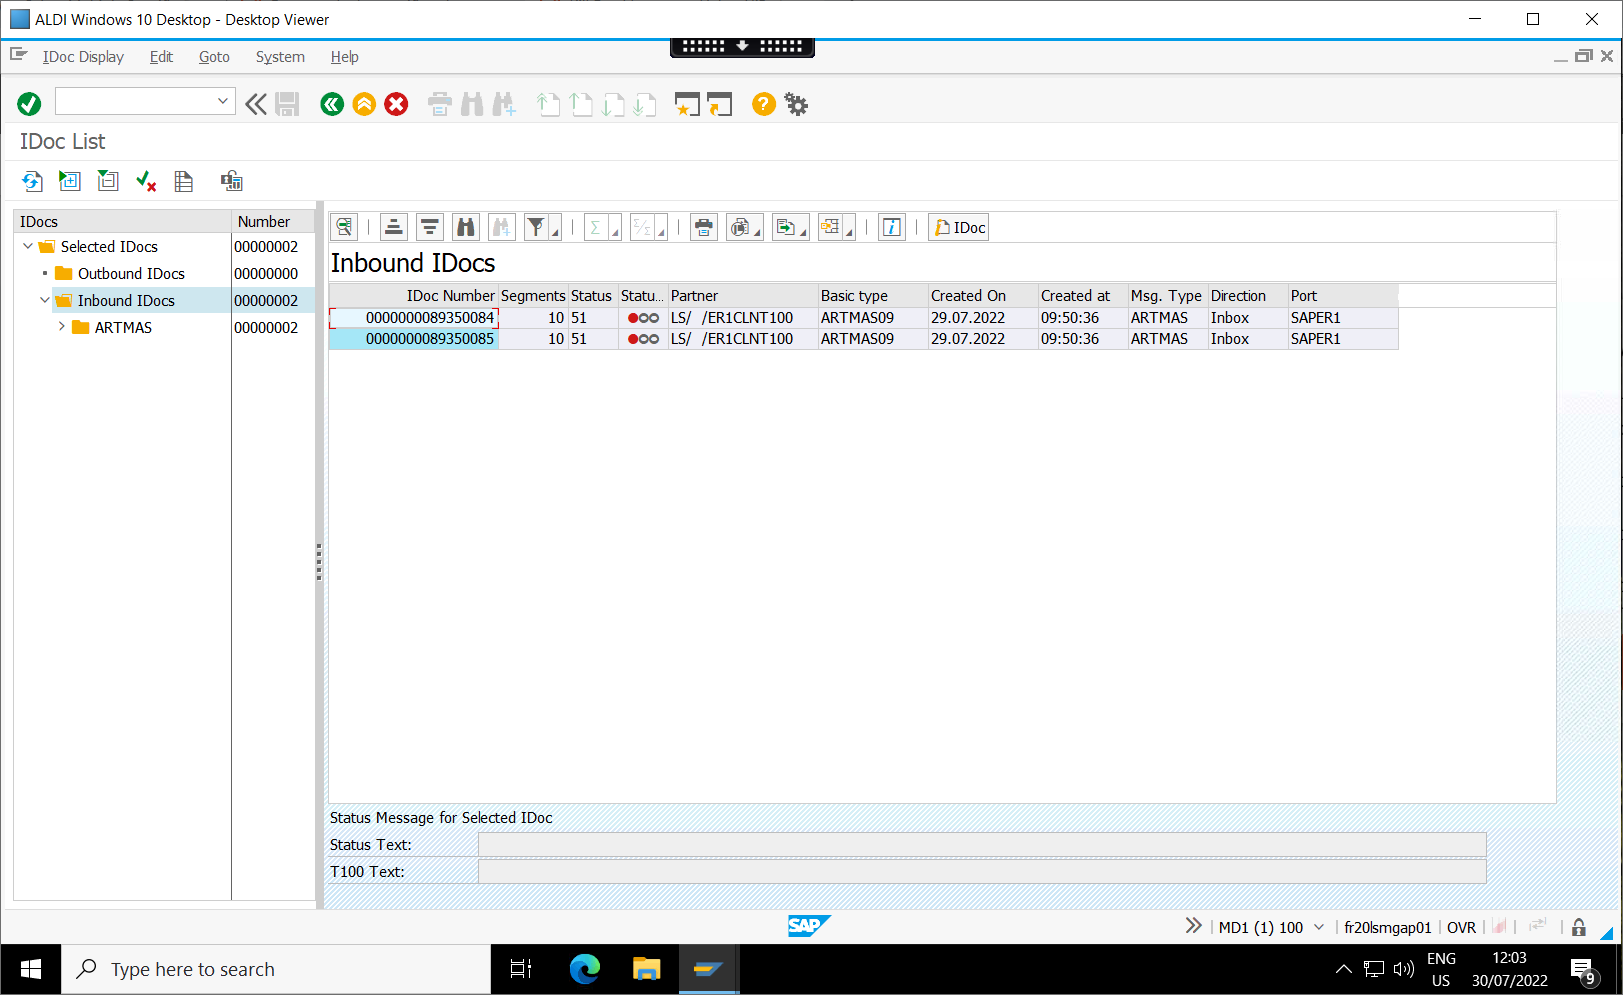 ALDI Windows 10 Desktop - Desktop Viewer
IDoc Display Edit Goto System Help
IDoc List
IDocs Number
Selected IDocs 00000002
Outbound IDocs 00000000
Inbound IDocs 00000002
ARTMAS 00000002
IDoc
Inbound IDocs
IDoc Number Segments Status Statu... Partner Basic type Created On Created at Msg. Type Direction Port
0000000089350084 10 51 LS/ /ER1CLNT100 ARTMAS09 29.07.2022 09:50:36 ARTMAS Inbox SAPER1
0000000089350085 10 51 LS/ /ER1CLNT100 ARTMAS09 29.07.2022 09:50:36 ARTMAS Inbox SAPER1
Status Message for Selected IDoc
Status Text:
T100 Text:
SAP
MD1 (1) 100 fr20lsmgap01 OVR
Type here to search
ENG
US
12:03
30/07/2022
9